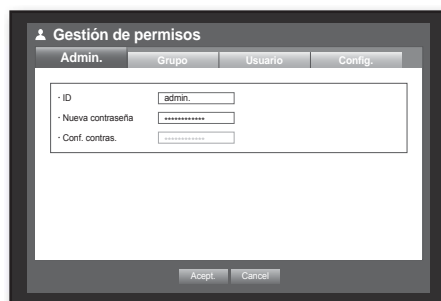 Gestión de permisos
Admin. Grupo Usuario Config.
· ID admin.
· Nueva contraseña ************
· Conf. contras. ************
Acept. Cancel